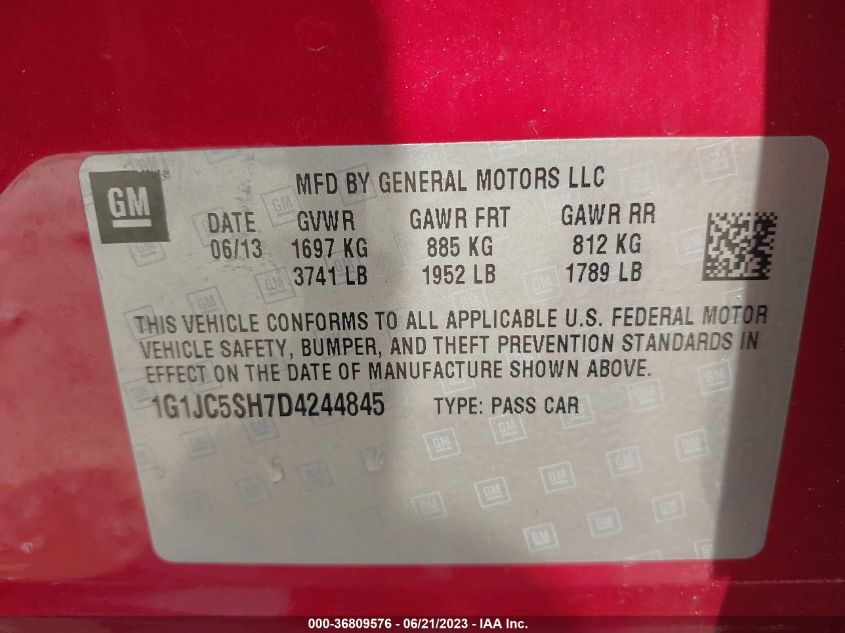 GM
MFD BY GENERAL MOTORS LLC
DATE GVWR GAWR FRT GAWR RR
06/13 1697 KG 885 KG 812 KG
3741 LB 1952 LB 1789 LB
THIS VEHICLE CONFORMS TO ALL APPLICABLE U.S. FEDERAL MOTOR
VEHICLE SAFETY, BUMPER, AND THEFT PREVENTION STANDARDS IN
EFFECT ON THE DATE OF MANUFACTURE SHOWN ABOVE.
1G1JC5SH7D4244845 TYPE: PASS CAR
000-36809576 - 06/21/2023 - IAA Inc.